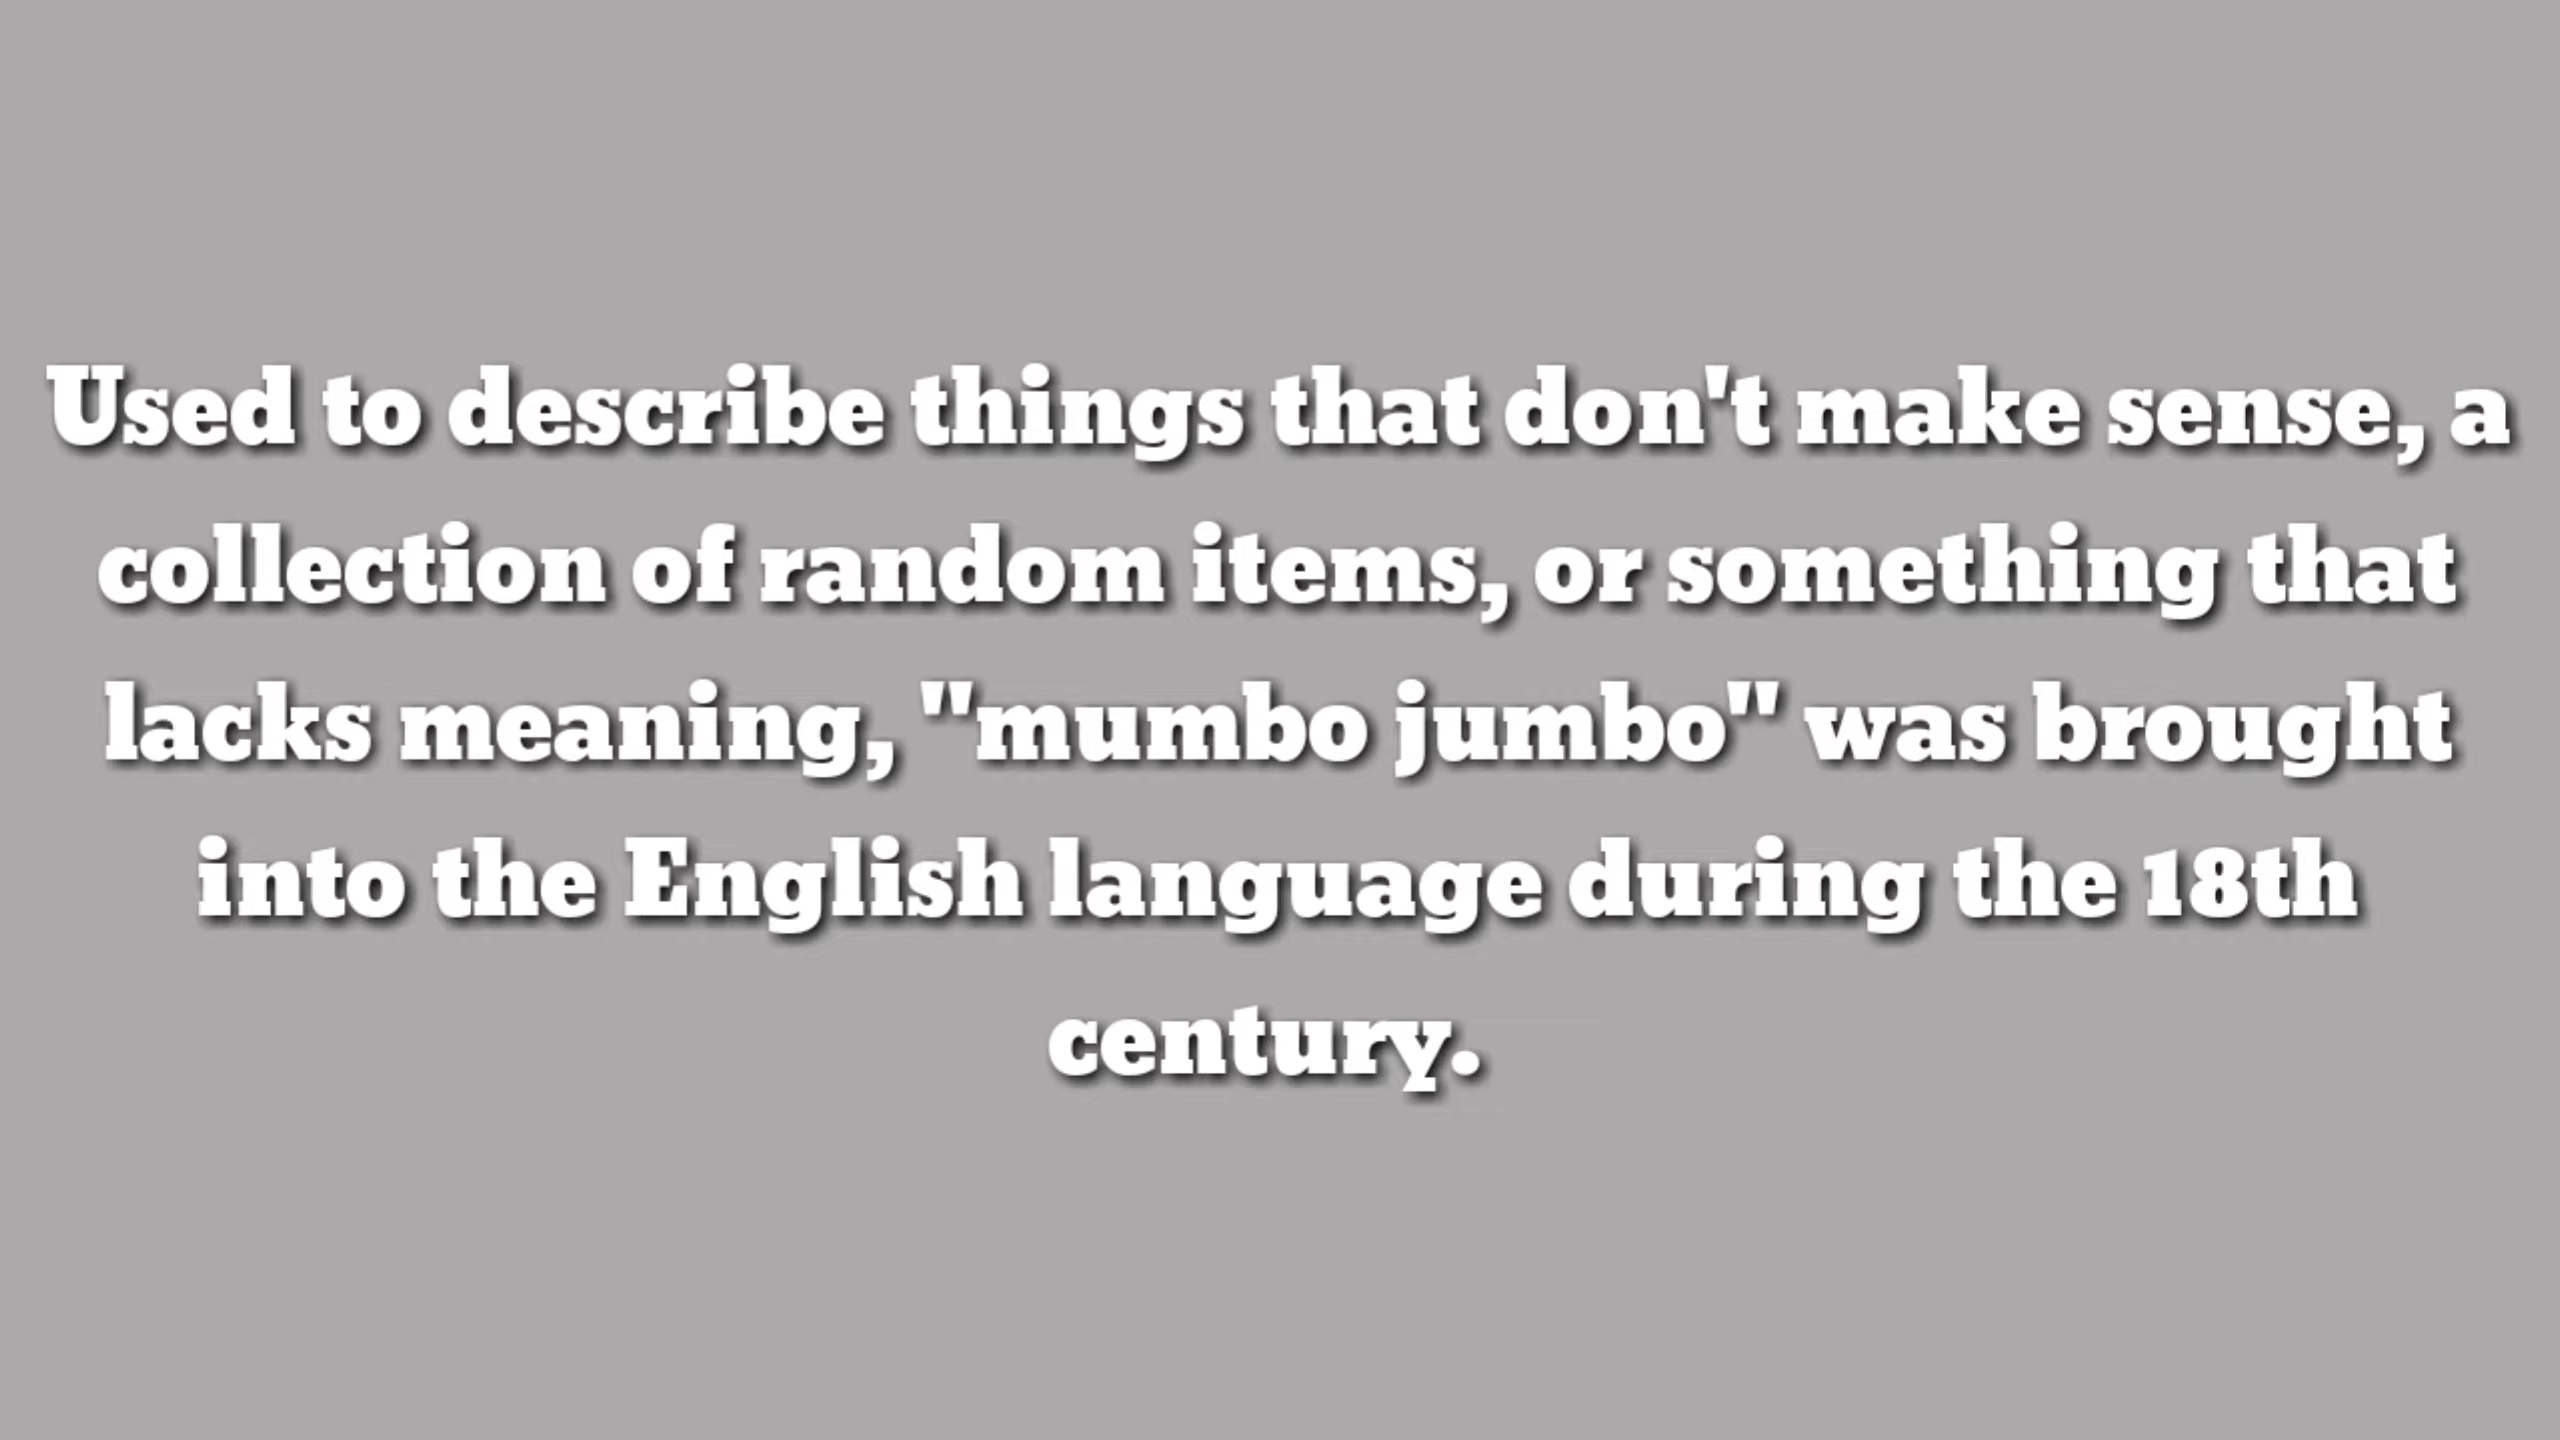 Used to describe things that don't make sense, a
collection of random items, or something that
lacks meaning, "mumbo jumbo" was brought
into the English language during the 18th
century.